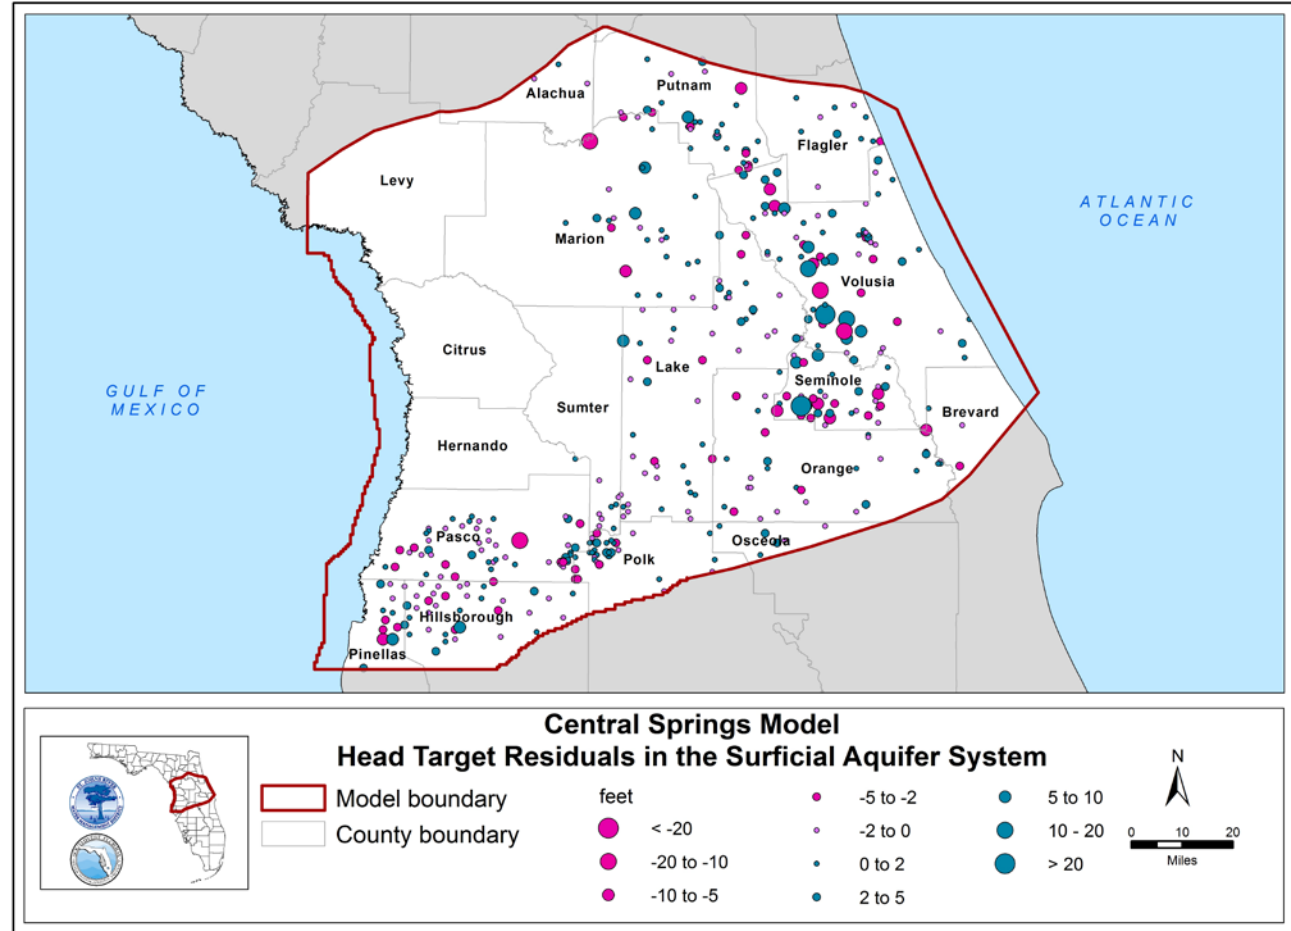 Putnam
Alachua
Flagler
Levy
ATLANTIC
OCEAN
Marion
Volusia
Citrus
Lake
GULF OF
MEXICO
Seminole
Sumter
Brevard
Hernando
Orange
Pasco
Osceola
Polk
Hillsborough
Pinellas
Central Springs Model
Head Target Residuals in the Surficial Aquifer System
Model boundary
County boundary
feet
< -20
-20 to -10
-10 to -5
-5 to -2
-2 to 0
0 to 2
2 to 5
5 to 10
10 - 20
> 20
N
0 10 20
Miles